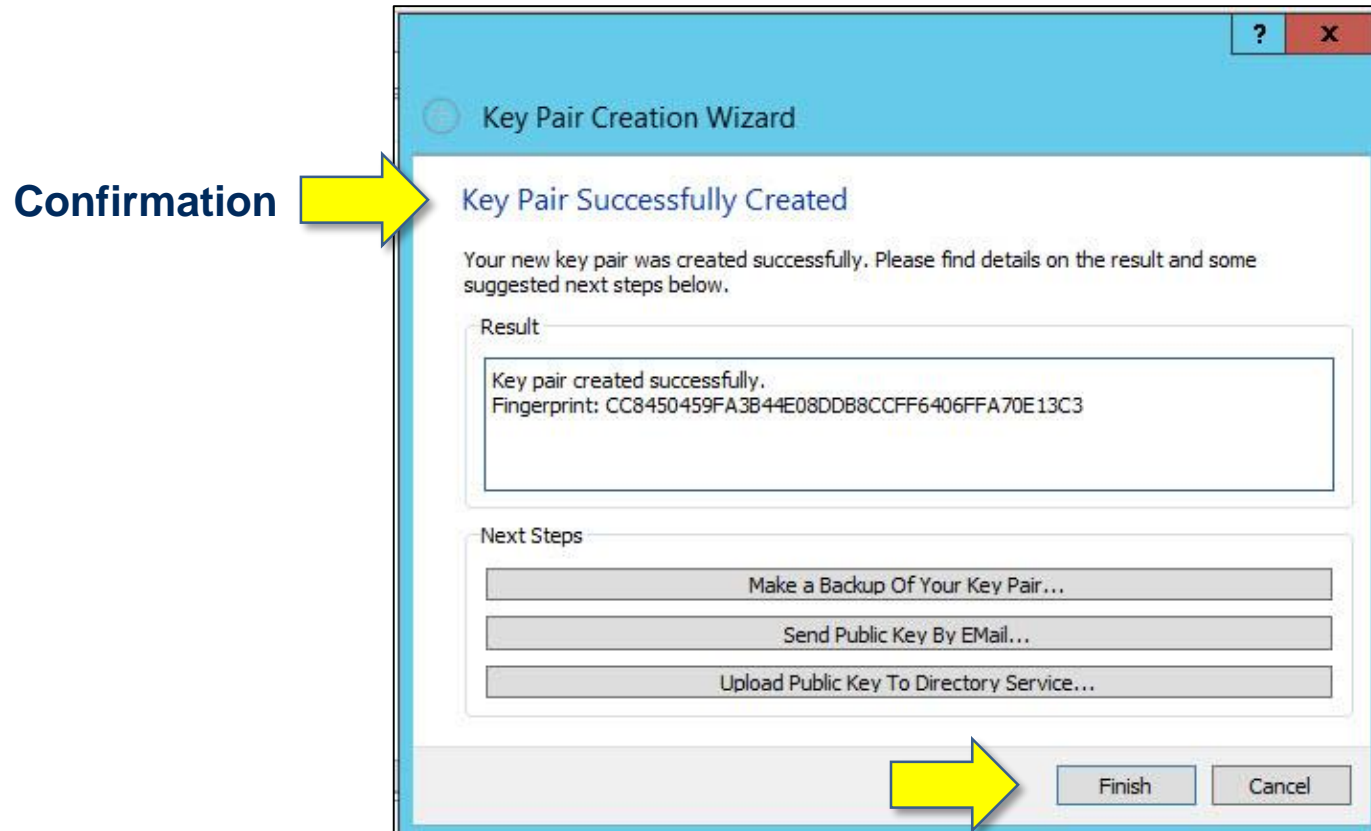 ? x
Key Pair Creation Wizard
Confirmation
Key Pair Successfully Created
Your new key pair was created successfully. Please find details on the result and some
suggested next steps below.
Result
Key pair created successfully.
Fingerprint: CC8450459FA3B44E08DDB8CCFF6406FFA70E13C3
Next Steps
Make a Backup Of Your Key Pair...
Send Public Key By EMail...
Upload Public Key To Directory Service...
Finish Cancel